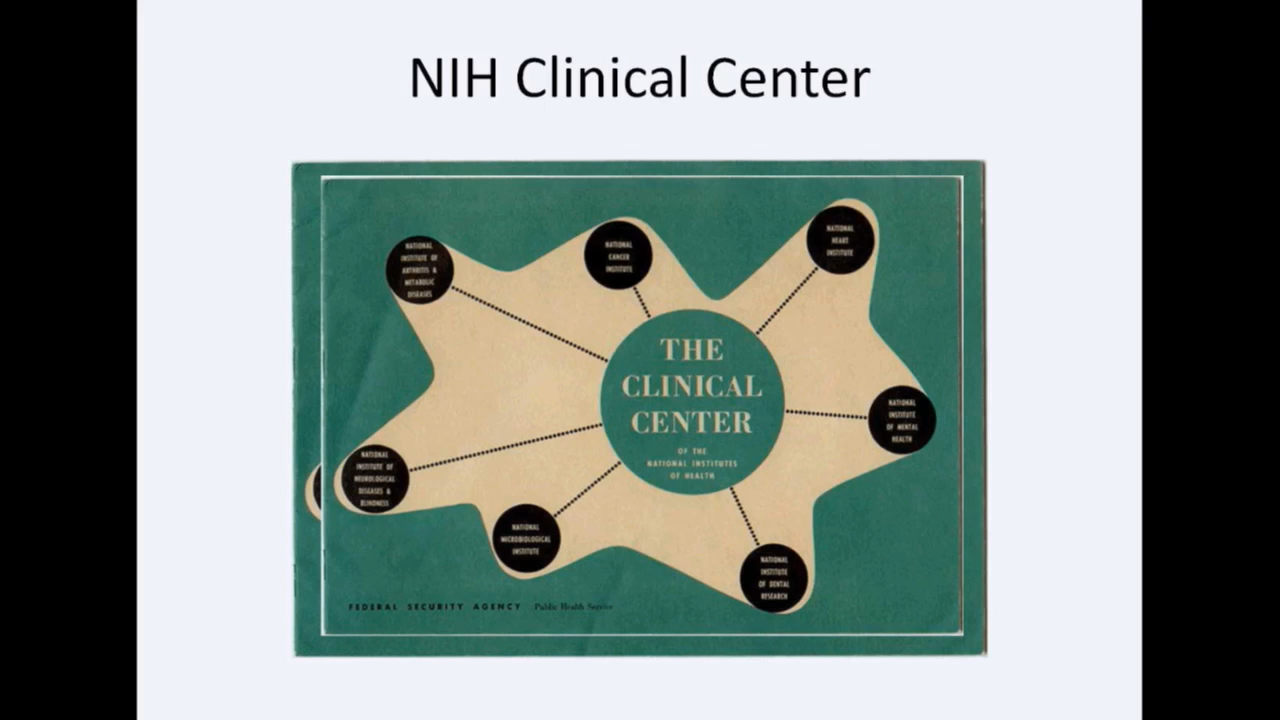 NIH Clinical Center
NATIONAL
INSTITUTE OF
ARTHRITIS &
METABOLIC
DISEASES
NATIONAL
CANCER
INSTITUTE
NATIONAL
HEART
INSTITUTE
THE
CLINICAL
CENTER
OF THE
NATIONAL INSTITUTES
OF HEALTH
NATIONAL
INSTITUTE
OF MENTAL
HEALTH
NATIONAL
INSTITUTE OF
NEUROLOGICAL
DISEASES &
BLINDNESS
NATIONAL
MICROBIOLOGICAL
INSTITUTE
NATIONAL
INSTITUTE
OF DENTAL
RESEARCH
FEDERAL SECURITY AGENCY Public Health Service